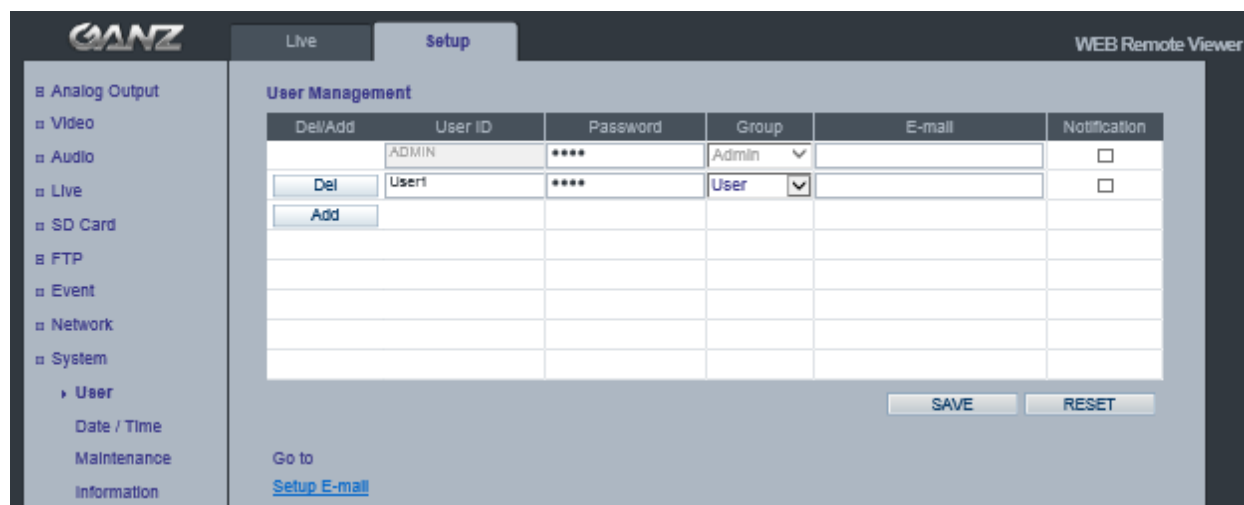 GANZ Live Setup WEB Remote Viewer
Analog Output
Video
Audio
Live
SD Card
FTP
Event
Network
System
User
Date / Time
Maintenance
Information
User Management
Del/Add User ID Password Group E-mail Notification
ADMIN •••• Admin
Del User1 •••• User
Add
SAVE RESET
Go to
Setup E-mail